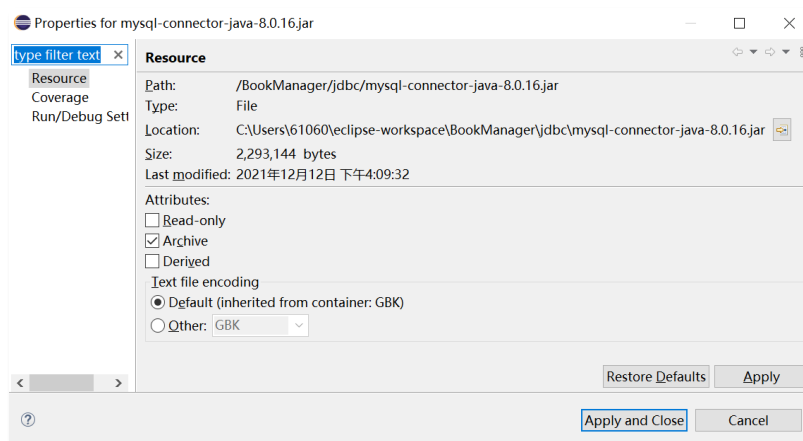 Properties for mysql-connector-java-8.0.16.jar
type filter text
Resource
Coverage
Run/Debug Sett
Resource
Path: /BookManager/jdbc/mysql-connector-java-8.0.16.jar
Type: File
Location: C:\Users\61060\eclipse-workspace\BookManager\jdbc\mysql-connector-java-8.0.16.jar
Size: 2,293,144 bytes
Last modified: 2021年12月12日 下午4:09:32
Attributes:
Read-only
Archive
Derived
Text file encoding
Default (inherited from container: GBK)
Other: GBK
Restore Defaults Apply
Apply and Close Cancel